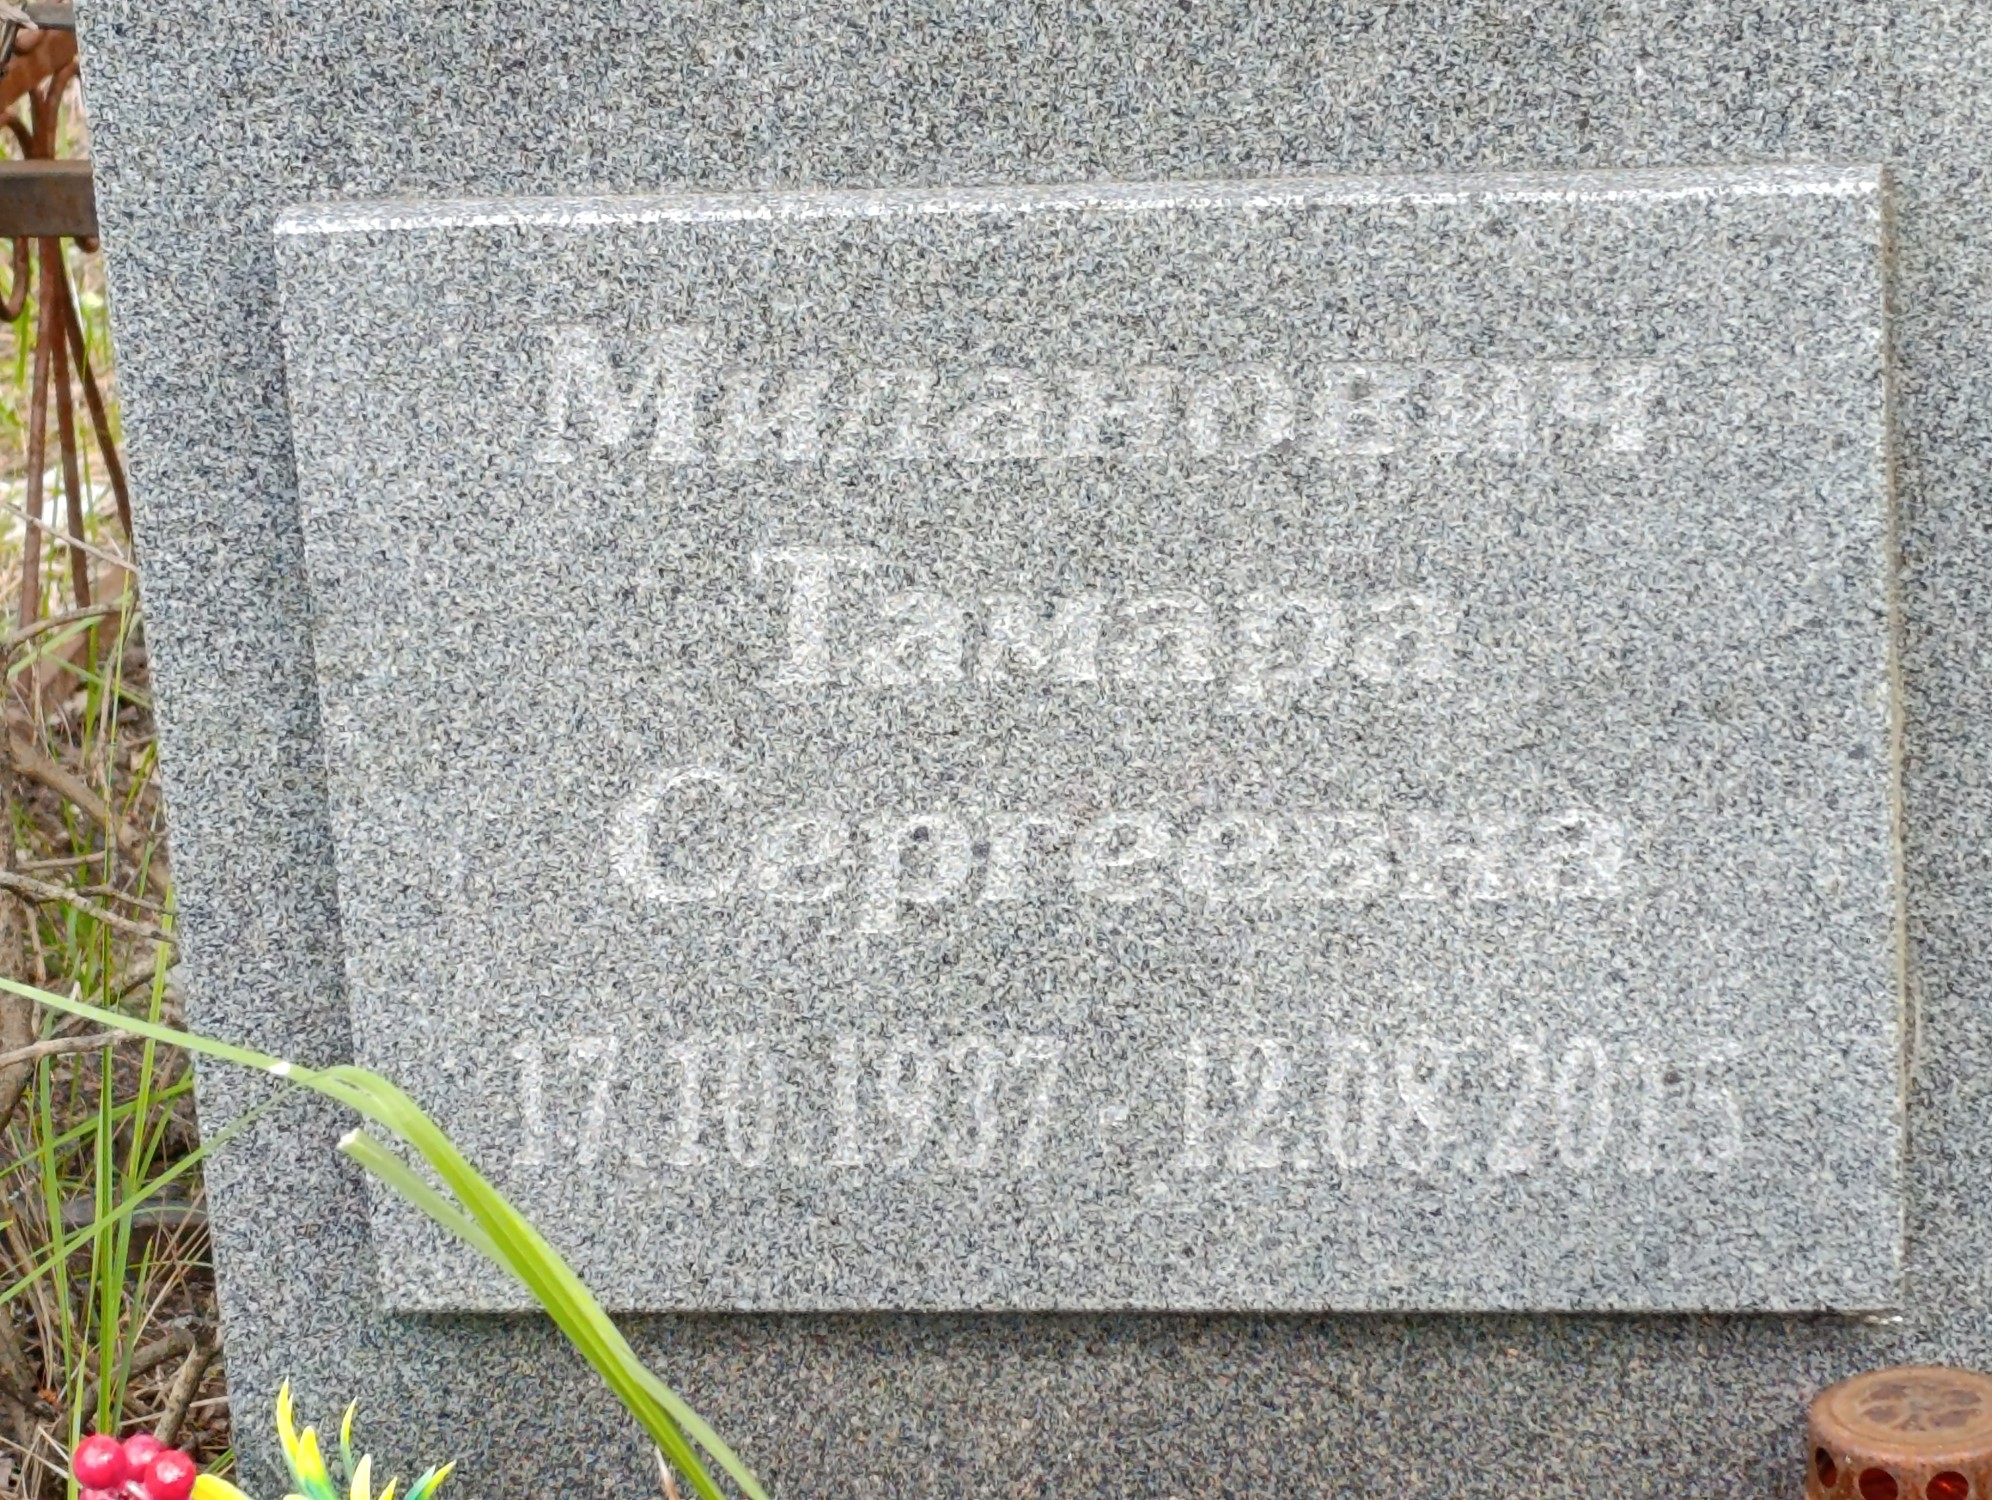 Миланович
Тамара
Сергеевна
17.10.1937 - 12.08.2015